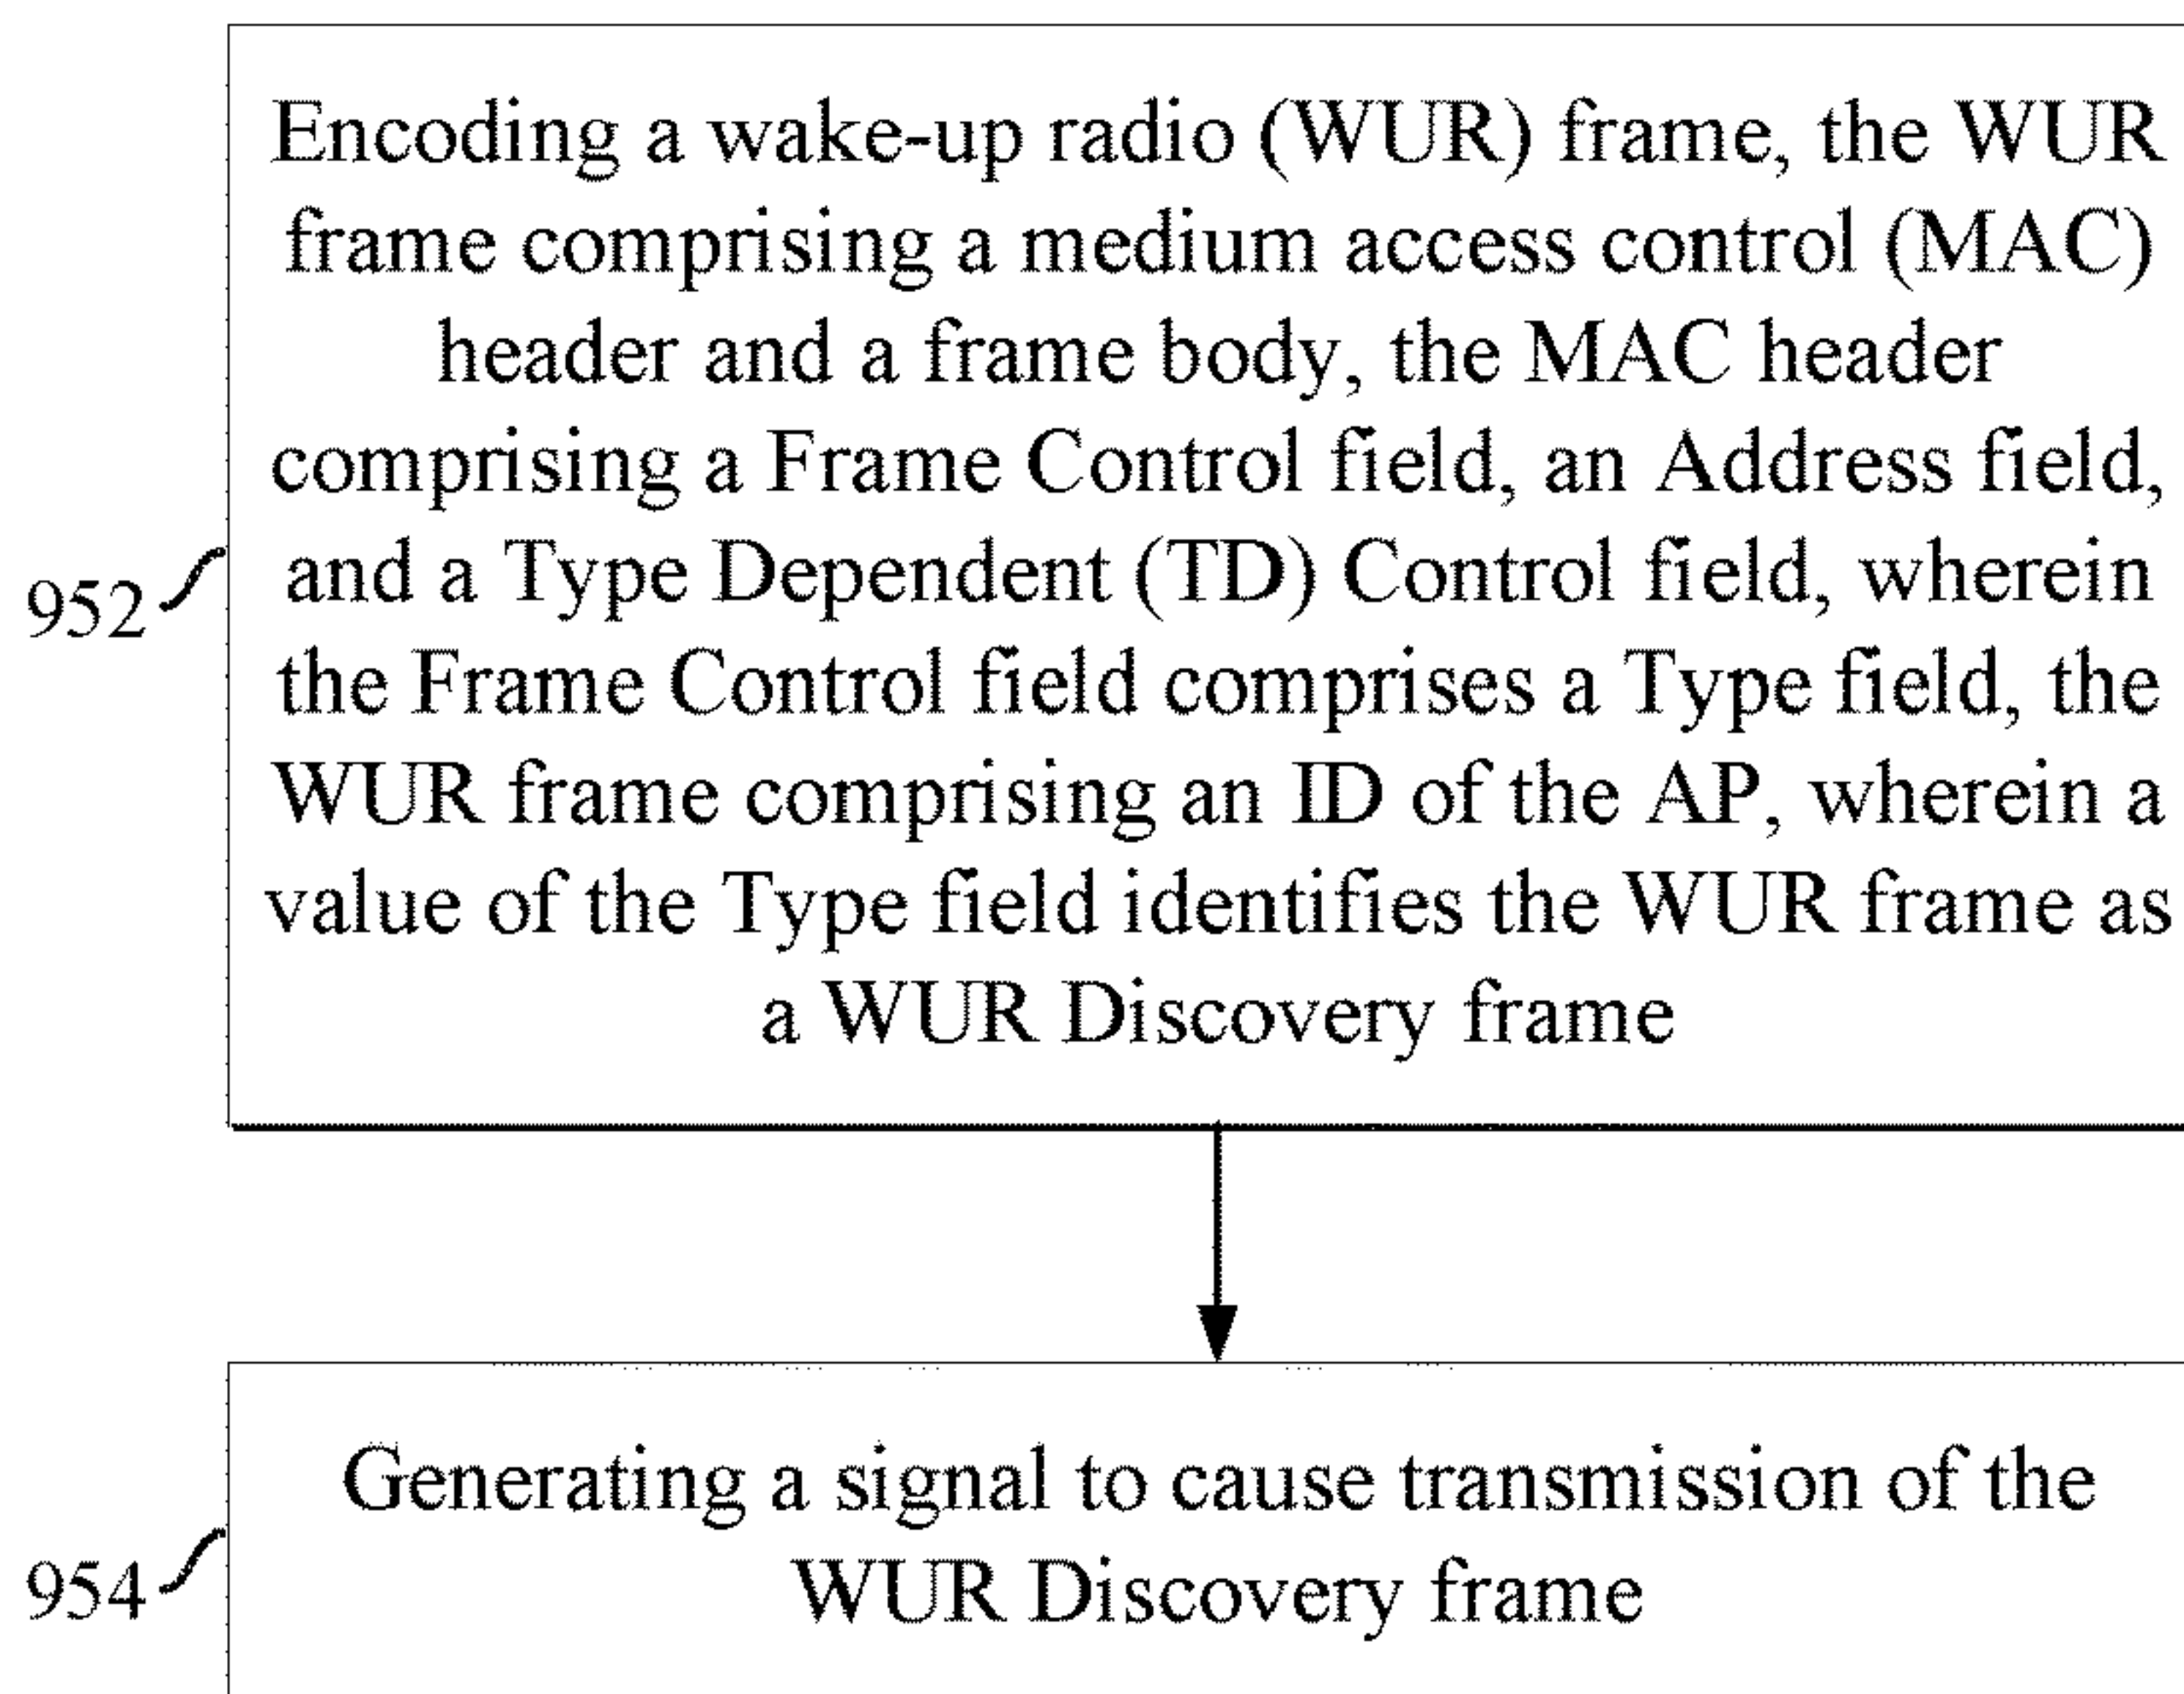 Encoding a wake-up radio (WUR) frame, the WUR
frame comprising a medium access control (MAC)
header and a frame body, the MAC header
comprising a Frame Control field, an Address field,
and a Type Dependent (TD) Control field, wherein
the Frame Control field comprises a Type field, the
WUR frame comprising an ID of the AP, wherein a
value of the Type field identifies the WUR frame as
a WUR Discovery frame
952
Generating a signal to cause transmission of the
WUR Discovery frame
954